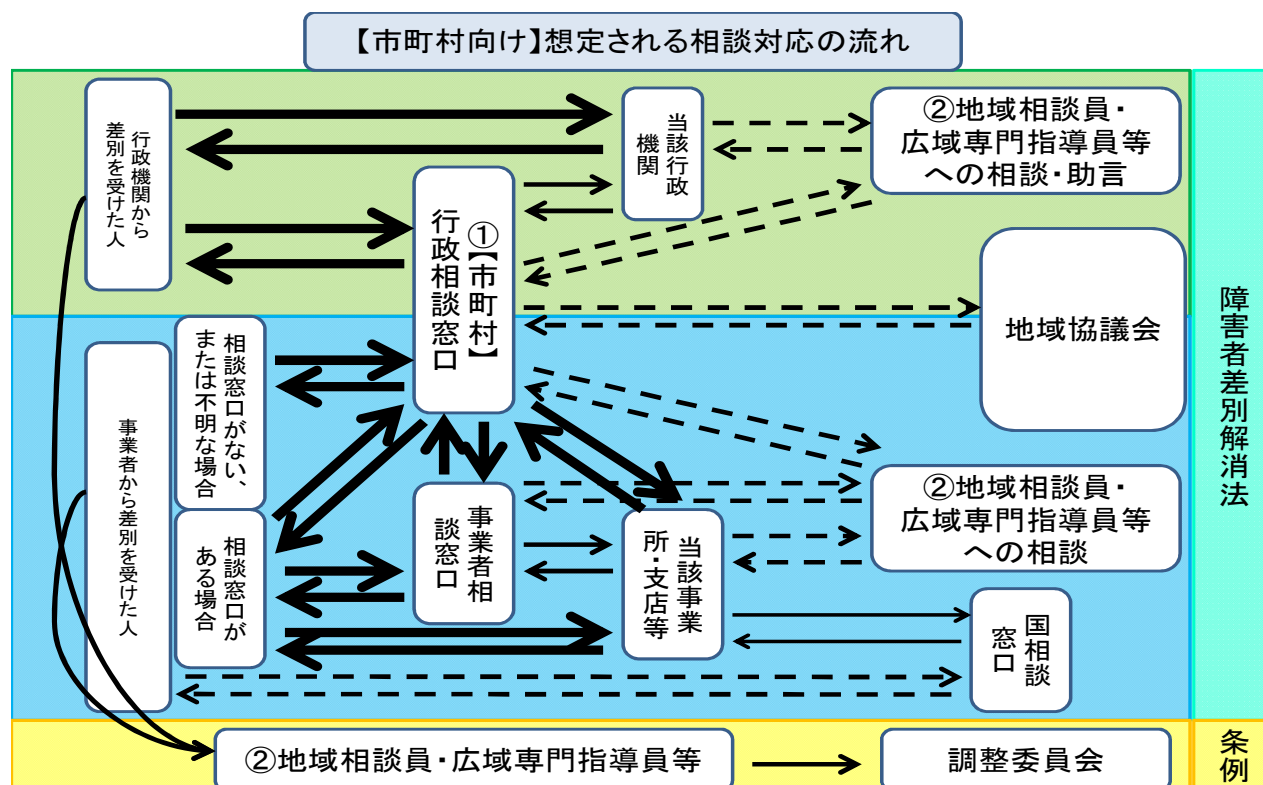 【市町村向け】想定される相談対応の流れ
行政機関から
差別を受けた人
当該行政
機関
②地域相談員・
広域専門指導員等
への相談・助言
①【市町村】
行政相談窓口
地域協議会
障害者差別解消法
事業者から差別を受けた人
相談窓口がない、
または不明な場合
相談窓口が
ある場合
事業者相
談窓口
当該事業
所・支店等
②地域相談員・
広域専門指導員等
への相談
国相談
窓口
②地域相談員・広域専門指導員等
調整委員会
条例